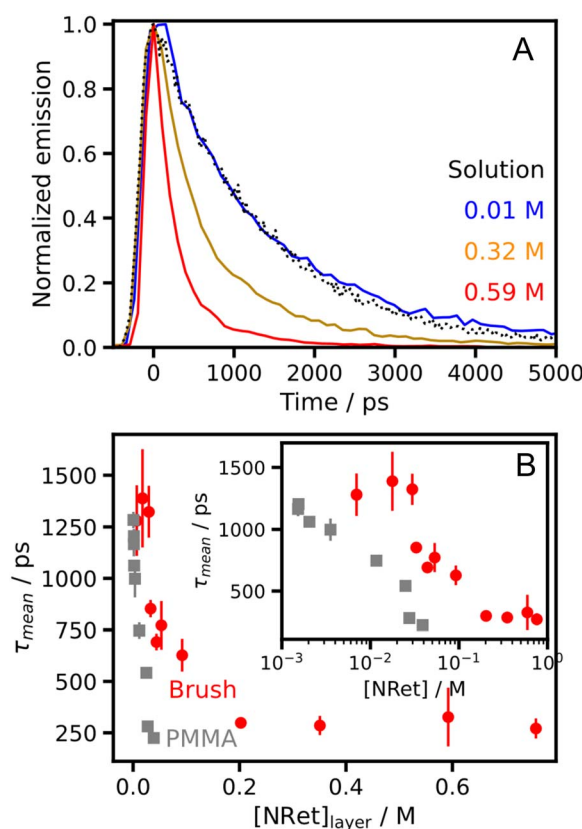 A
Normalized emission
1.0
0.8
0.6
0.4
0.2
0.0
Solution
0.01 M
0.32 M
0.59 M
0
1000
2000
3000
4000
5000
Time / ps
B
τmean / ps
1500
1250
1000
750
500
250
Brush
PMMA
0.0
0.2
0.4
0.6
[NRet]layer / M
τmean / ps
1500
1000
500
10⁻³
10⁻²
10⁻¹
10⁰
[NRet] / M